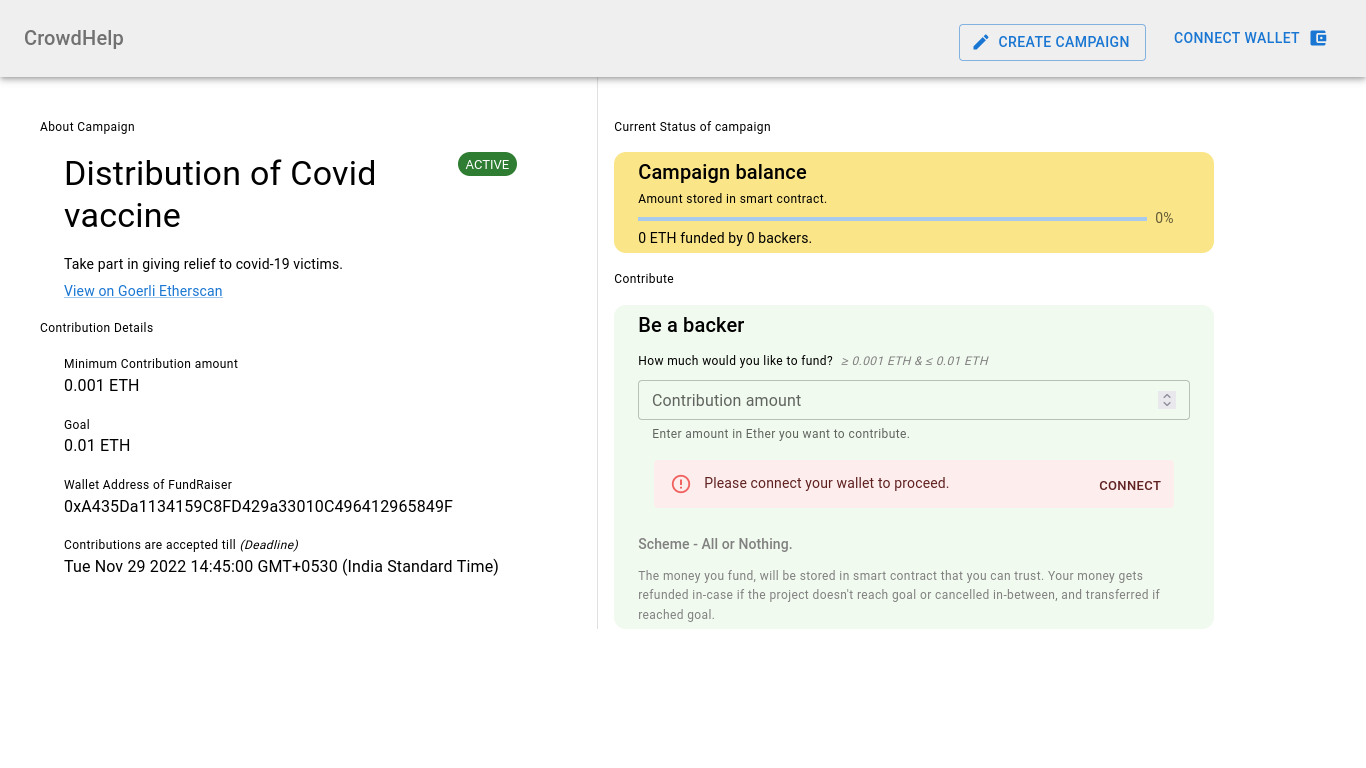 CrowdHelp
CREATE CAMPAIGN
CONNECT WALLET
About Campaign
Distribution of Covid
vaccine
ACTIVE
Take part in giving relief to covid-19 victims.
View on Goerli Etherscan
Contribution Details
Minimum Contribution amount
0.001 ETH
Goal
0.01 ETH
Wallet Address of FundRaiser
0xA435Da1134159C8FD429a33010C496412965849F
Contributions are accepted till (Deadline)
Tue Nov 29 2022 14:45:00 GMT+0530 (India Standard Time)
Current Status of campaign
Campaign balance
Amount stored in smart contract.
0%
0 ETH funded by 0 backers.
Contribute
Be a backer
How much would you like to fund? ≥ 0.001 ETH & ≤ 0.01 ETH
Contribution amount
Enter amount in Ether you want to contribute.
Please connect your wallet to proceed.
CONNECT
Scheme - All or Nothing.
The money you fund, will be stored in smart contract that you can trust. Your money gets
refunded in-case if the project doesn't reach goal or cancelled in-between, and transferred if
reached goal.